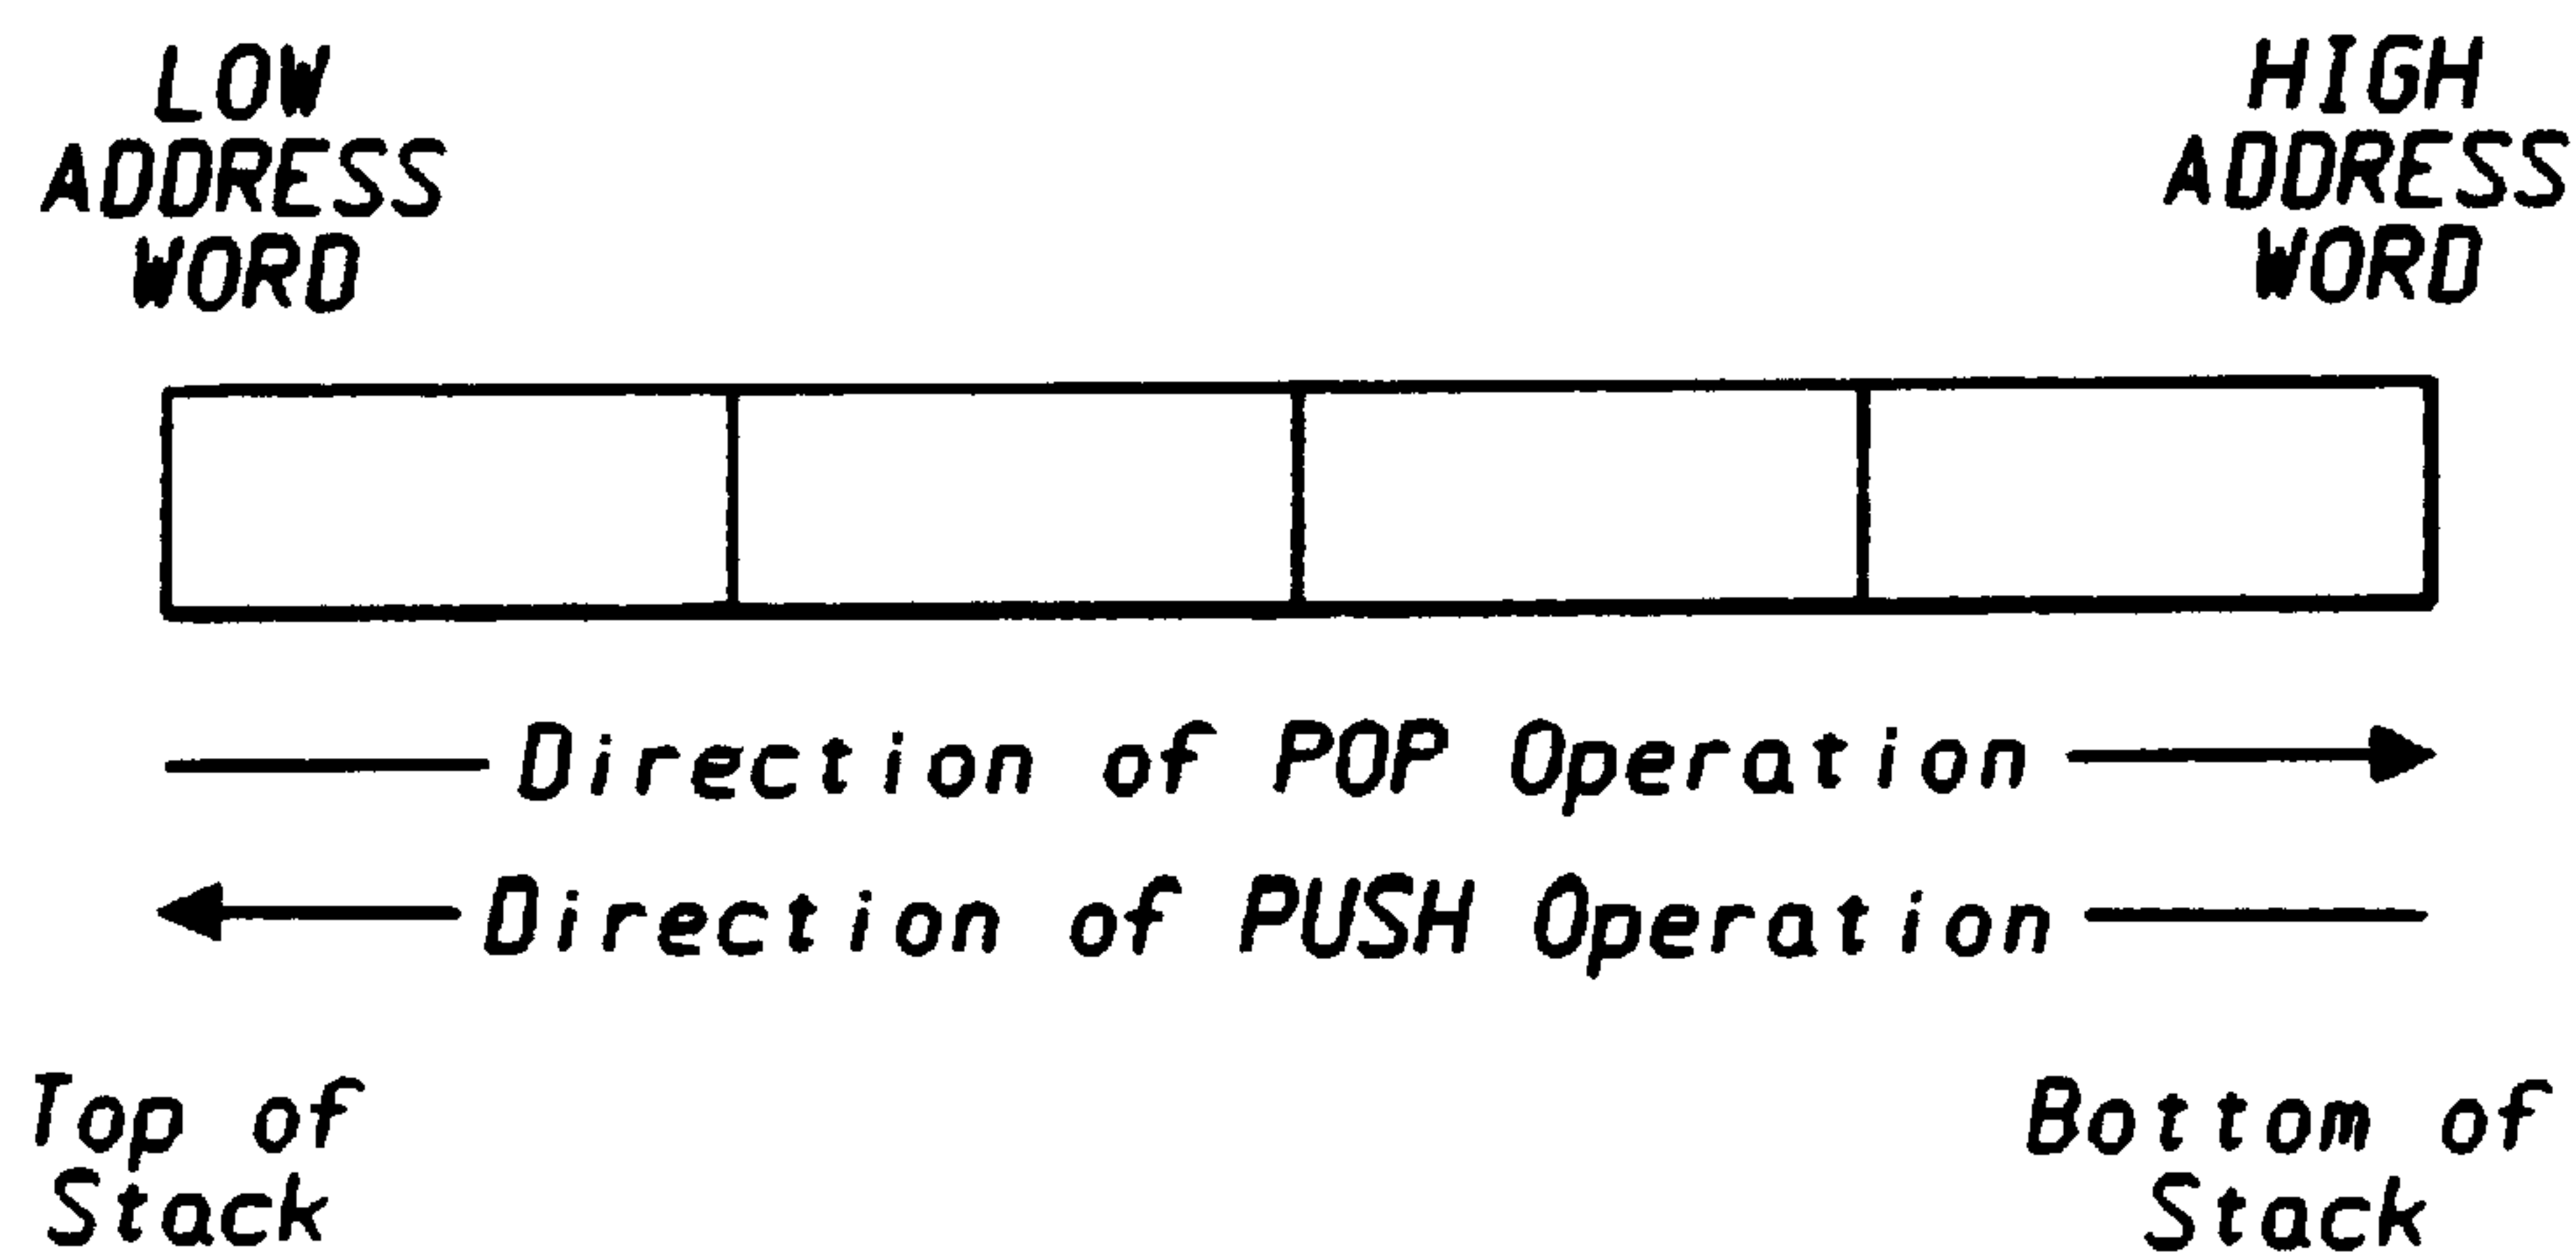 LOW
ADDRESS
WORD
HIGH
ADDRESS
WORD
Direction of POP Operation
Direction of PUSH Operation
Top of
Stack
Bottom of
Stack